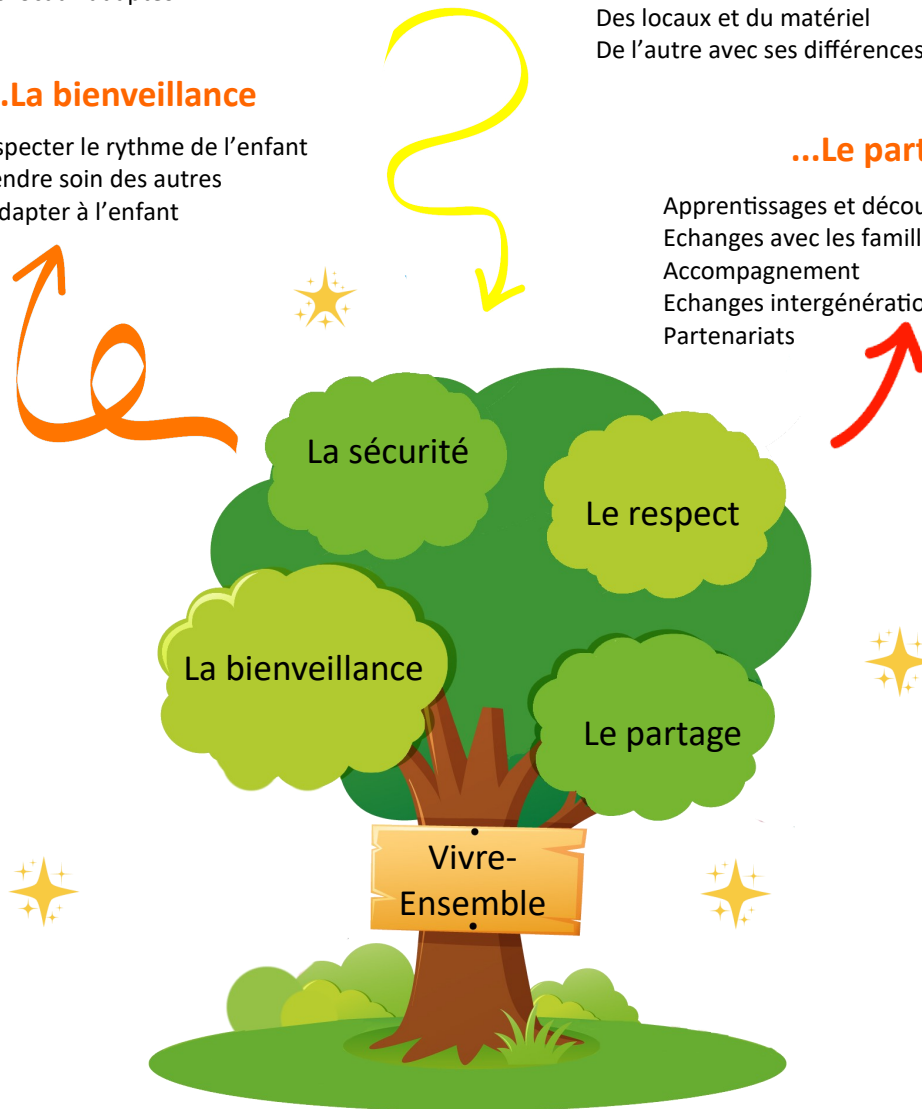 Des locaux et du matériel
De l’autre avec ses différences
...La bienveillance
specter le rythme de l’enfant
endre soin des autres
dapter à l’enfant
...Le part
Apprentissages et décou
Echanges avec les famill
Accompagnement
Echanges intergénératio
Partenariats
La sécurité
Le respect
La bienveillance
Le partage
Vivre-
Ensemble